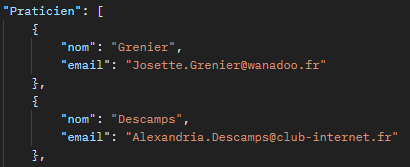 "Praticien": [
{
"nom": "Grenier",
"email": "Josette.Grenier@wanadoo.fr"
},
{
"nom": "Descamps",
"email": "Alexandria.Descamps@club-internet.fr"
},